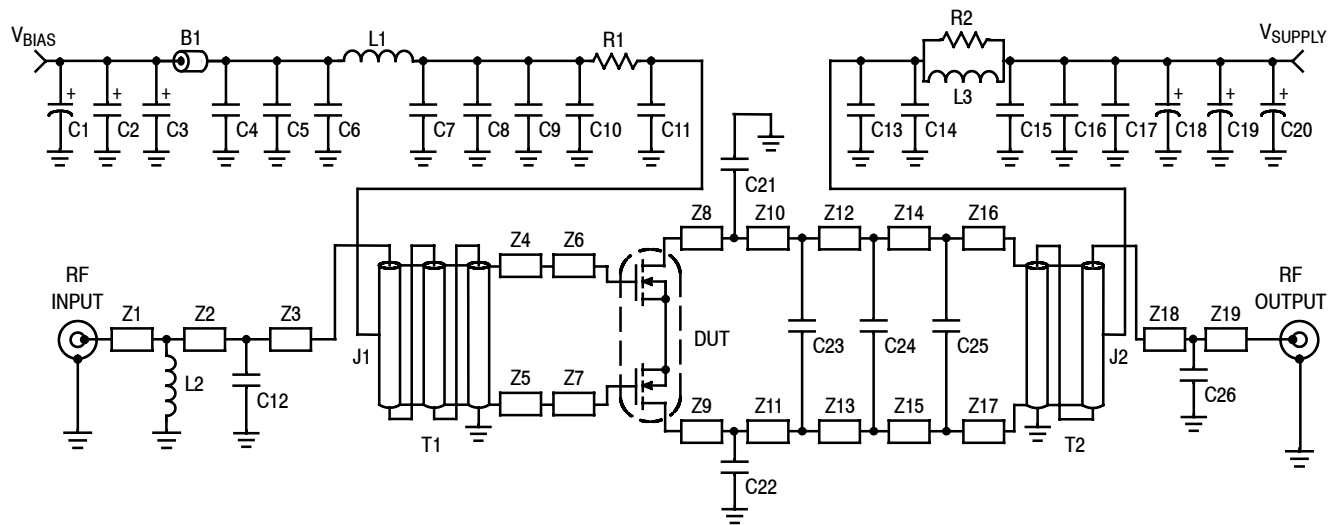 VBIAS
B1
L1
R1
R2
VSUPPLY
L3
+
+
+
C1
C2
C3
C4
C5
C6
C7
C8
C9
C10
C11
C13
C14
C15
C16
C17
+
+
+
C18
C19
C20
C21
Z8
Z10
Z12
Z14
Z16
Z4
Z6
RF
INPUT
Z1
Z2
Z3
L2
C12
J1
T1
Z5
Z7
DUT
C23
C24
C25
Z9
Z11
Z13
Z15
Z17
C22
J2
T2
Z18
Z19
C26
RF
OUTPUT